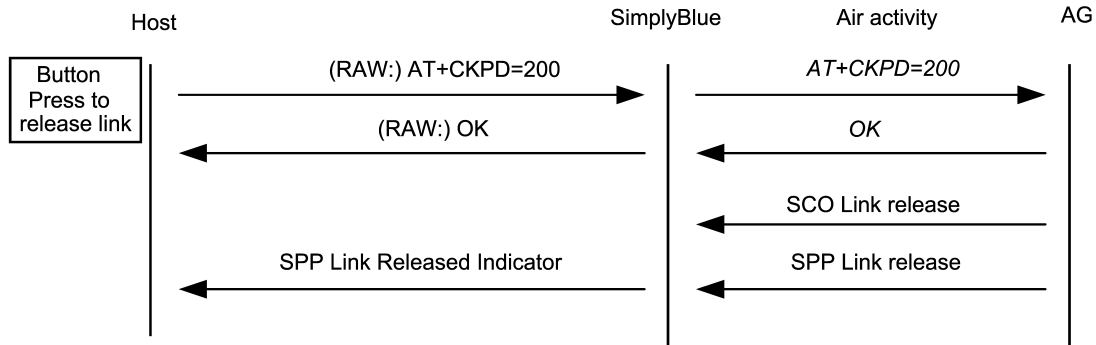 Host
SimplyBlue
Air activity
AG
Button
Press to
release link
(RAW:) AT+CKPD=200
AT+CKPD=200
(RAW:) OK
OK
SCO Link release
SPP Link Released Indicator
SPP Link release